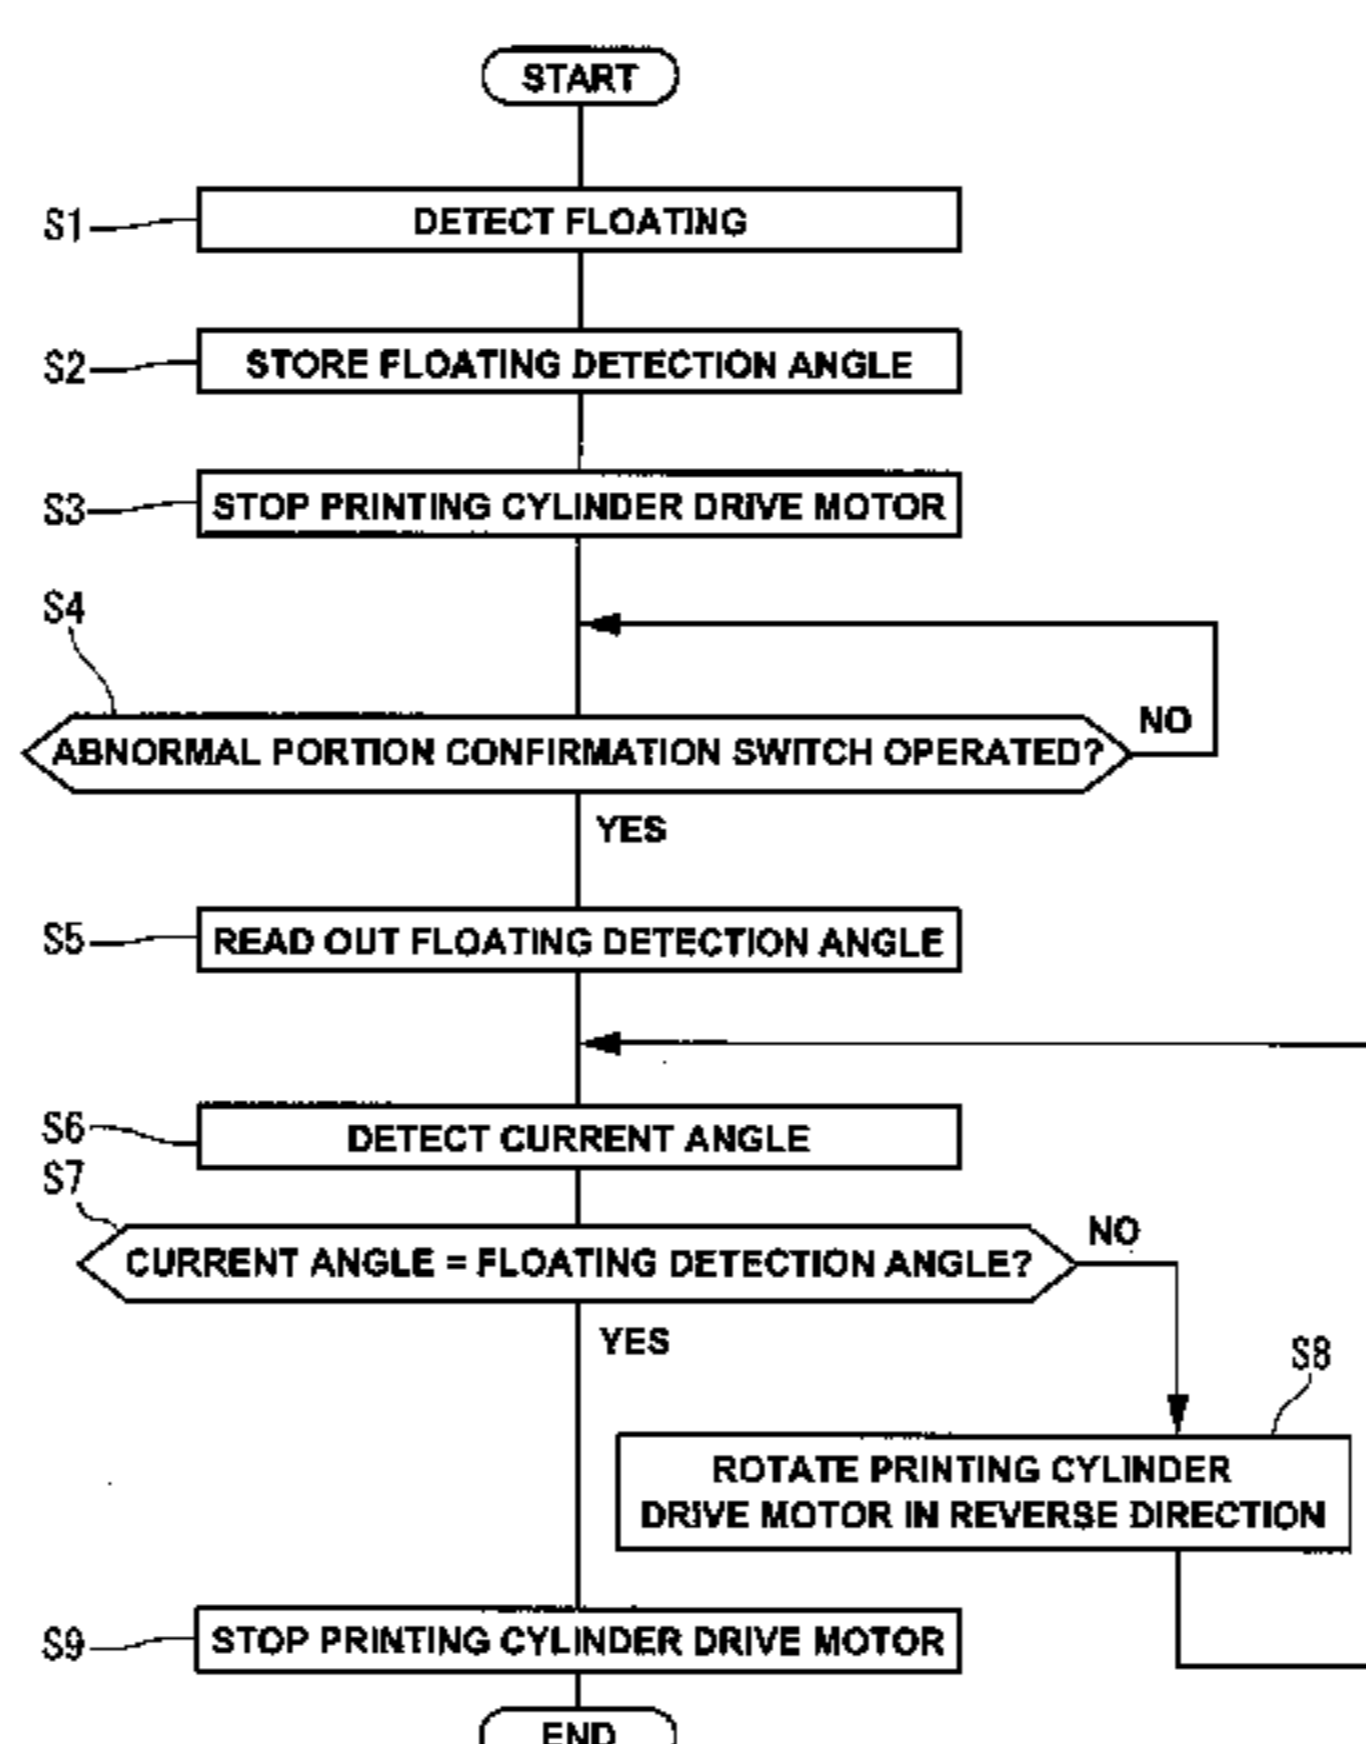 START
S1
DETECT FLOATING
S2
STORE FLOATING DETECTION ANGLE
S3
STOP PRINTING CYLINDER DRIVE MOTOR
S4
ABNORMAL PORTION CONFIRMATION SWITCH OPERATED?
NO
YES
S5
READ OUT FLOATING DETECTION ANGLE
S6
DETECT CURRENT ANGLE
S7
CURRENT ANGLE = FLOATING DETECTION ANGLE?
NO
YES
S8
ROTATE PRINTING CYLINDER
DRIVE MOTOR IN REVERSE DIRECTION
S9
STOP PRINTING CYLINDER DRIVE MOTOR
END